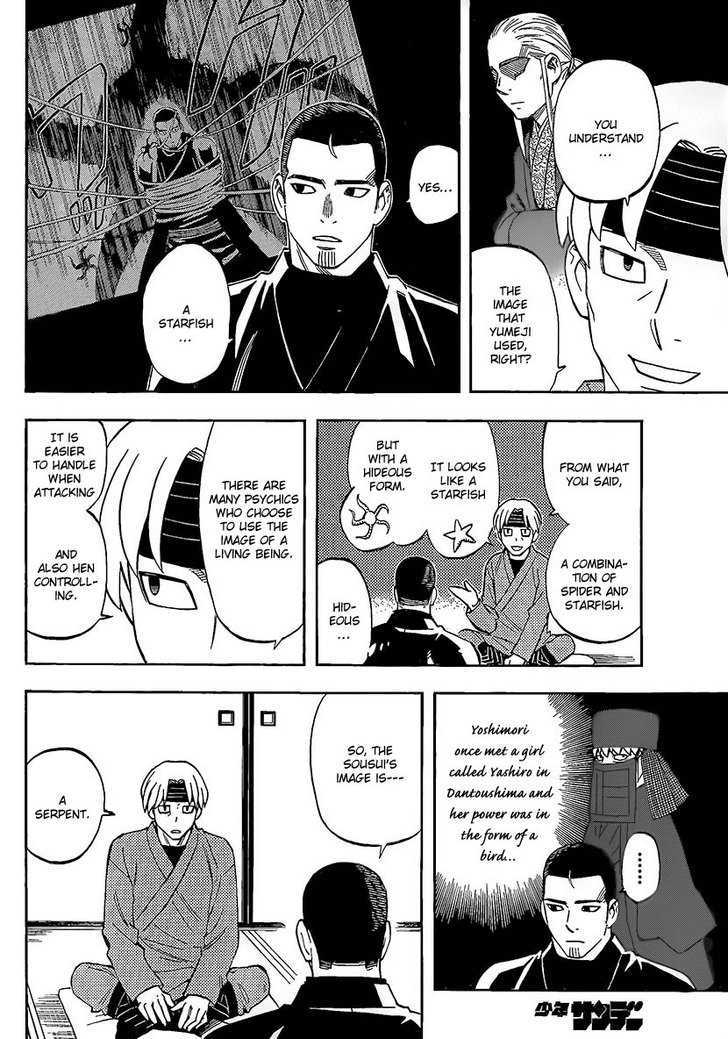 YOU
UNDERSTAND
...
THE
IMAGE
THAT
YUMEJI
USED,
RIGHT?
YES...
A
STARFISH
...
FROM WHAT
YOU SAID,
A COMBINA-
TION OF
SPIDER AND
STARFISH.
IT LOOKS
LIKE A
STARFISH
BUT
WITH A
HIDEOUS
FORM.
HID-
EOUS
...
THERE ARE
MANY PSYCHICS
WHO CHOOSE
TO USE THE
IMAGE OF A
LIVING BEING.
IT IS
EASIER
TO HANDLE
WHEN
ATTACKING
AND
ALSO HEN
CONTROLL-
ING.
Yoshimori
once met a girl
called Yashiro in
Dantoushima and
her power was in
the form of a
bird...
......
SO, THE
SOUSUI'S
IMAGE IS---
A
SERPENT.
少年サンデー